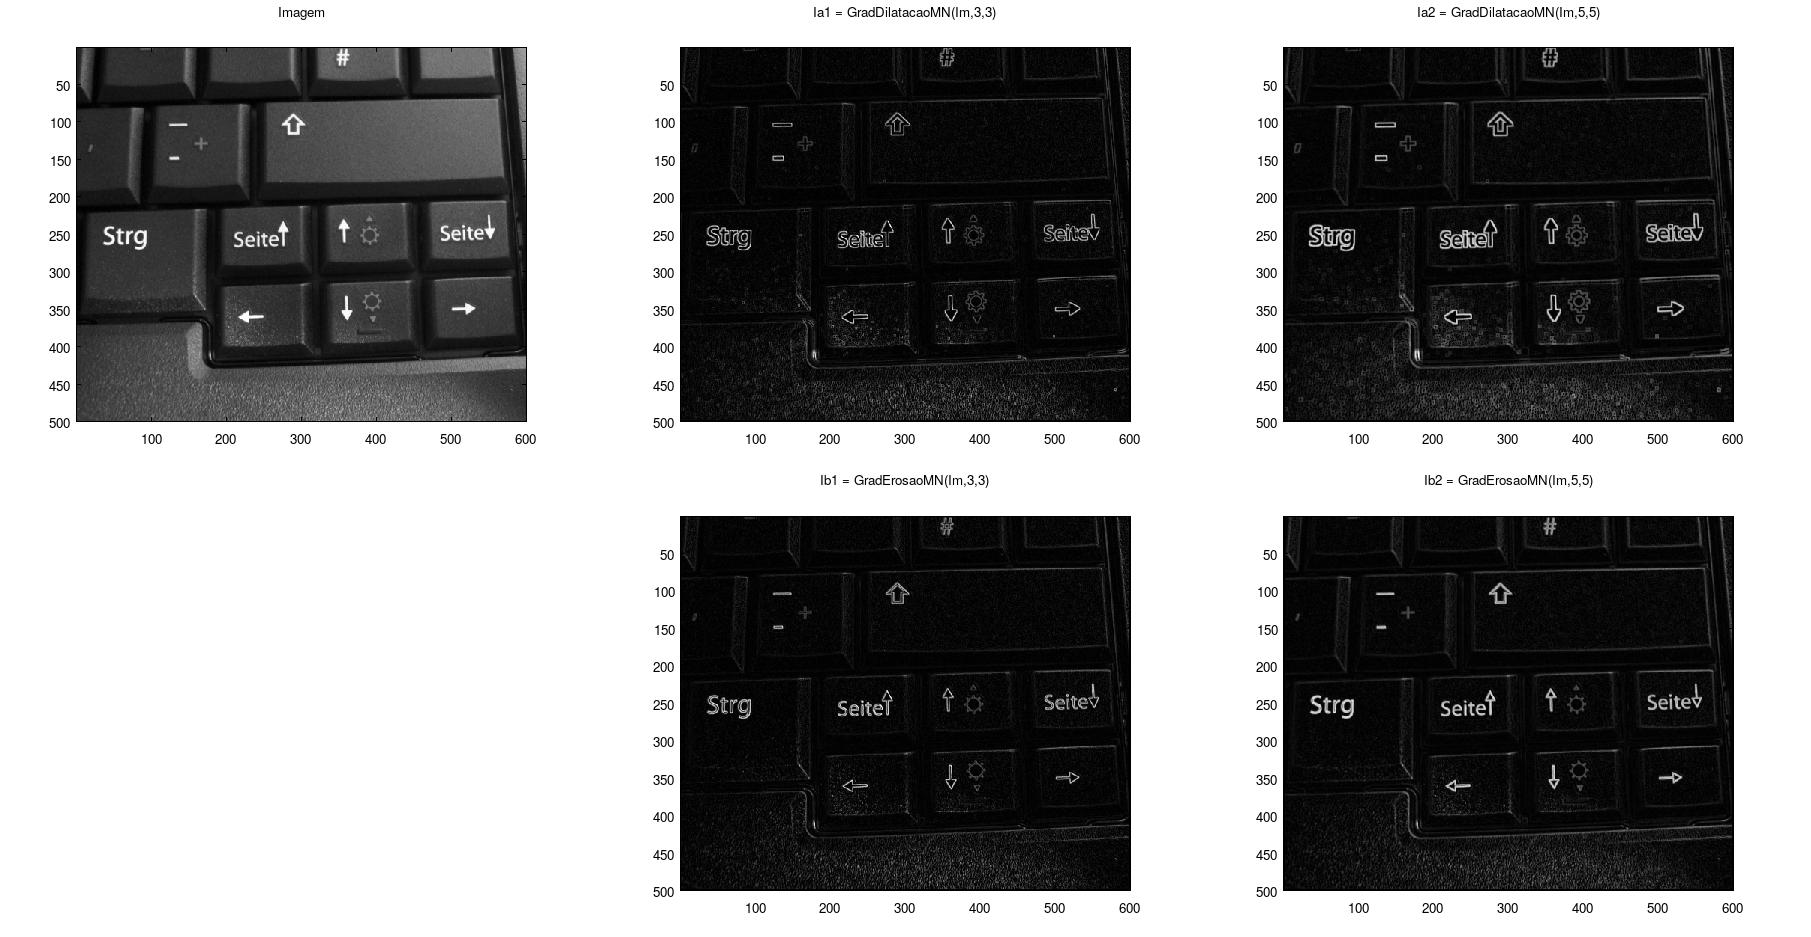 Imagem
Ia1 = GradDilatacaoMN(Im,3,3)
Ia2 = GradDilatacaoMN(Im,5,5)
#
#
#
50
50
50
100
100
100
150
150
150
200
200
200
250
250
250
300
300
300
350
350
350
400
400
400
450
450
450
500
500
500
Strg
Seite
Seite
Strg
Seite
Seite
Strg
Seite
Seite
100 200 300 400 500 600
100 200 300 400 500 600
100 200 300 400 500 600
Ib1 = GradErosaoMN(Im,3,3)
Ib2 = GradErosaoMN(Im,5,5)
#
#
50
50
100
100
150
150
200
200
250
250
300
300
350
350
400
400
450
450
500
500
Strg
Seite
Seite
Strg
Seite
Seite
100 200 300 400 500 600
100 200 300 400 500 600